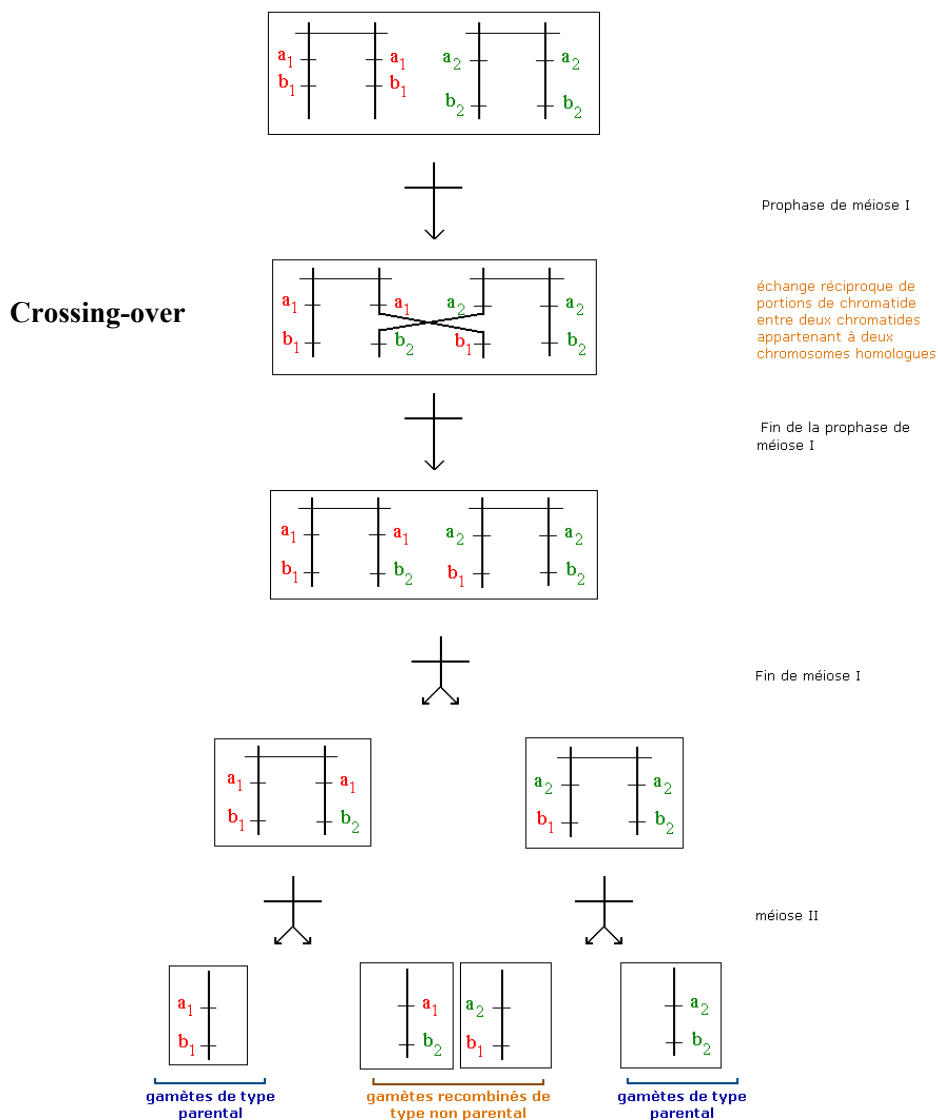 a1 a1 a2 a2
b1 b1 b2 b2
Prophase de méiose I
Crossing-over
a1 a1 a2 a2
b1 b2 b1 b2
échange réciproque de
portions de chromatide
entre deux chromatides
appartenant à deux
chromosomes homologues
Fin de la prophase de
méiose I
a1 a1 a2 a2
b1 b2 b1 b2
Fin de méiose I
a1 a1 a2 a2
b1 b2 b1 b2
méiose II
a1 a1 a2 a2
b1 b2 b1 b2
gamètes de type
parental
gamètes recombinés de
type non parental
gamètes de type
parental